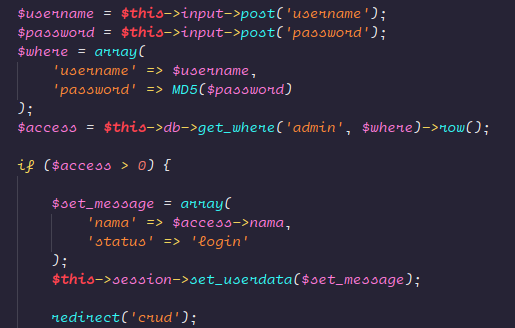 $username = $this->input->post('username');
$password = $this->input->post('password');
$where = array(
'username' => $username,
'password' => MD5($password)
);
$access = $this->db->get_where('admin', $where)->row();
if ($access > 0) {
$set_message = array(
'nama' => $access->nama,
'status' => 'login'
);
$this->session->set_userdata($set_message);
redirect('crud');